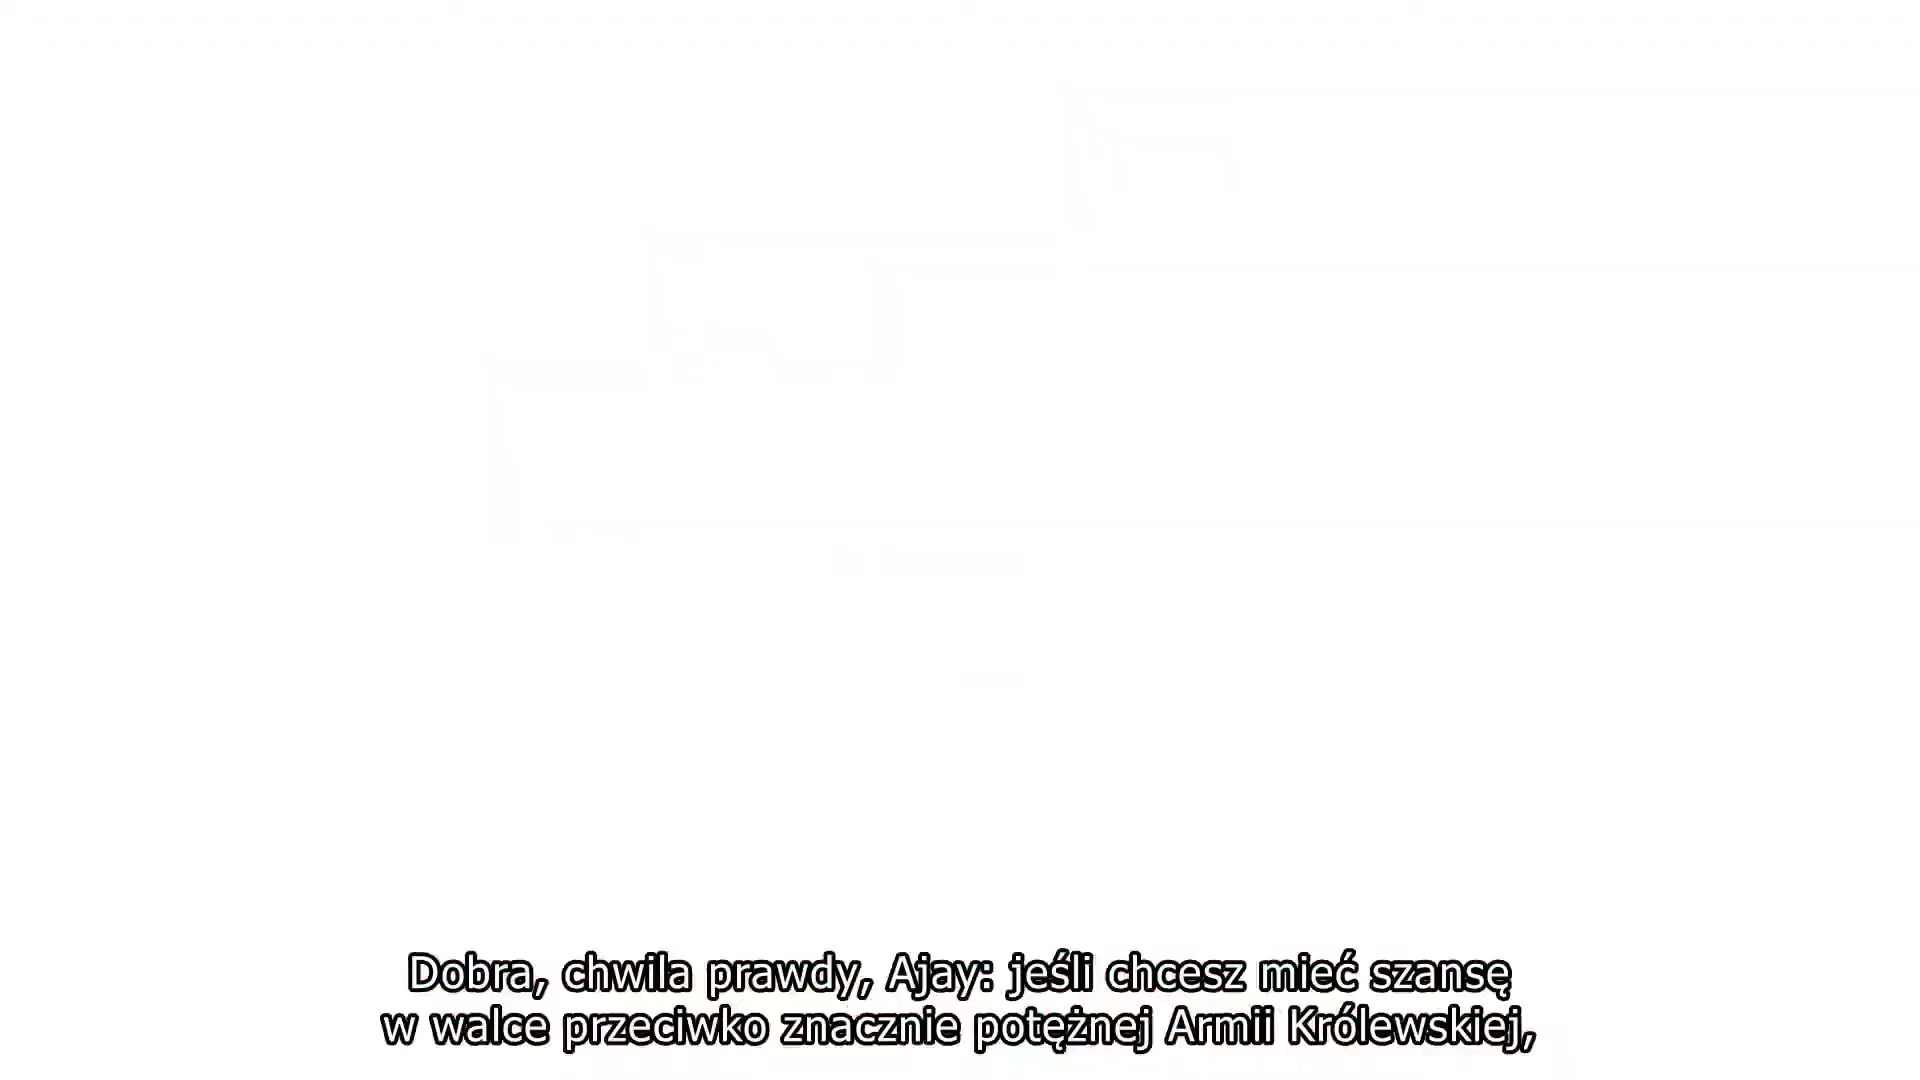 Dobra, chwila prawdy, Ajay: jeśli chcesz mieć szansę
w walce przeciwko znacznie potężnej Armii Królewskiej,